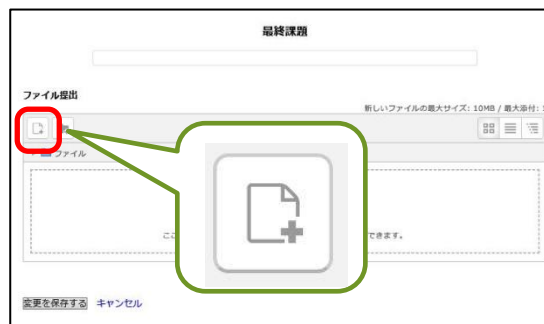 最終課題
ファイル提出
新しいファイルの最大サイズ: 10MB / 最大添付:
ファイル
ここ
できます。
変更を保存する キャンセル